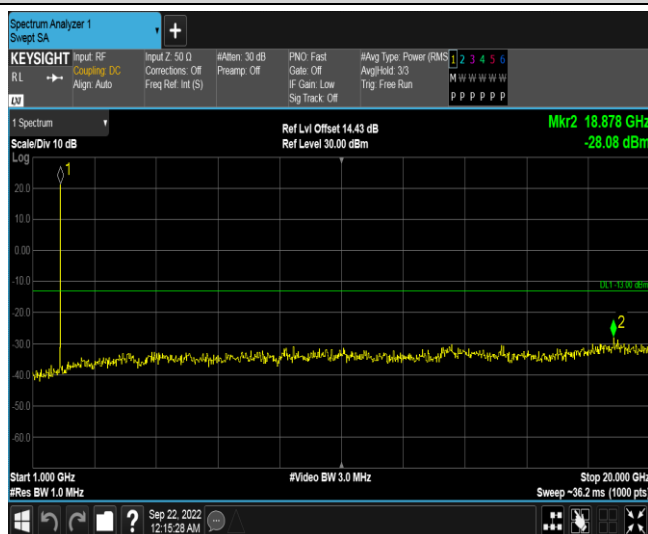 Spectrum Analyzer 1
Swept SA
+
KEYSIGHT
R L
LXI
Input: RF
Coupling: DC
Align: Auto
Input Z: 50 Ω
Corrections: Off
Freq Ref: Int (S)
#Atten: 30 dB
Preamp: Off
PNO: Fast
Gate: Off
IF Gain: Low
Sig Track: Off
#Avg Type: Power (RMS
Avg|Hold: 3/3
Trig: Free Run
1 2 3 4 5 6
M W W W W W
P P P P P P
1 Spectrum
Scale/Div 10 dB
Log
Ref Lvl Offset 14.43 dB
Ref Level 30.00 dBm
Mkr2 18.878 GHz
-28.08 dBm
1
20.0
10.0
0.00
-10.0
DL1 -13.00 dBm
2
-20.0
-30.0
-40.0
-50.0
-60.0
Start 1.000 GHz
#Res BW 1.0 MHz
#Video BW 3.0 MHz
Stop 20.000 GHz
Sweep ~36.2 ms (1000 pts)
?
Sep 22, 2022
12:15:28 AM